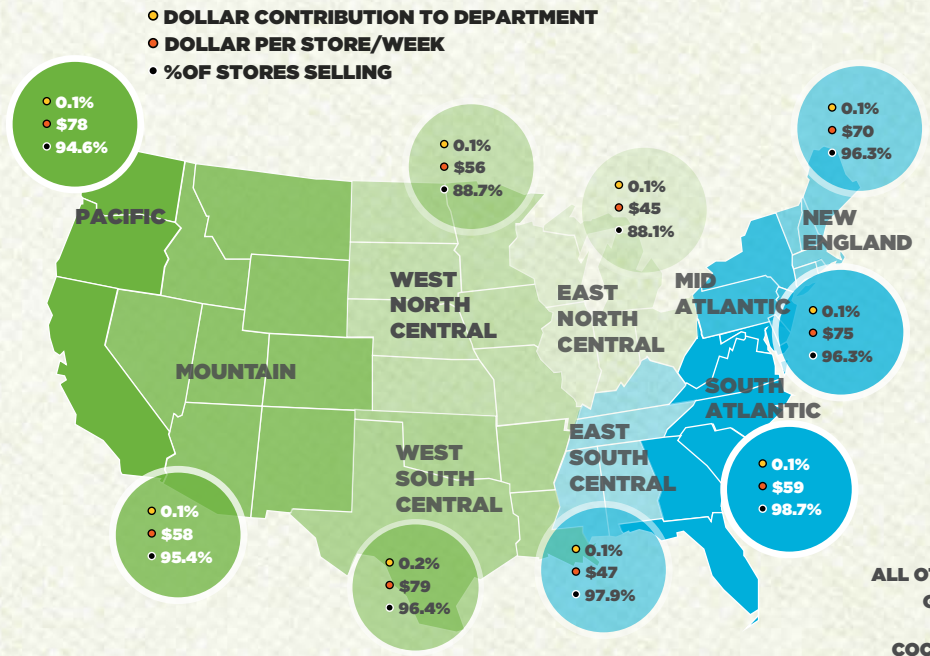 DOLLAR CONTRIBUTION TO DEPARTMENT
DOLLAR PER STORE/WEEK
%OF STORES SELLING
0.1%
$78
94.6%
PACIFIC
0.1%
$56
88.7%
0.1%
$45
88.1%
0.1%
$70
96.3%
NEW
ENGLAND
WEST
NORTH
CENTRAL
EAST
NORTH
CENTRAL
MID
ATLANTIC
0.1%
$75
96.3%
MOUNTAIN
SOUTH
ATLANTIC
WEST
SOUTH
CENTRAL
EAST
SOUTH
CENTRAL
0.1%
$59
98.7%
0.1%
$58
95.4%
0.2%
$79
96.4%
0.1%
$47
97.9%
ALL